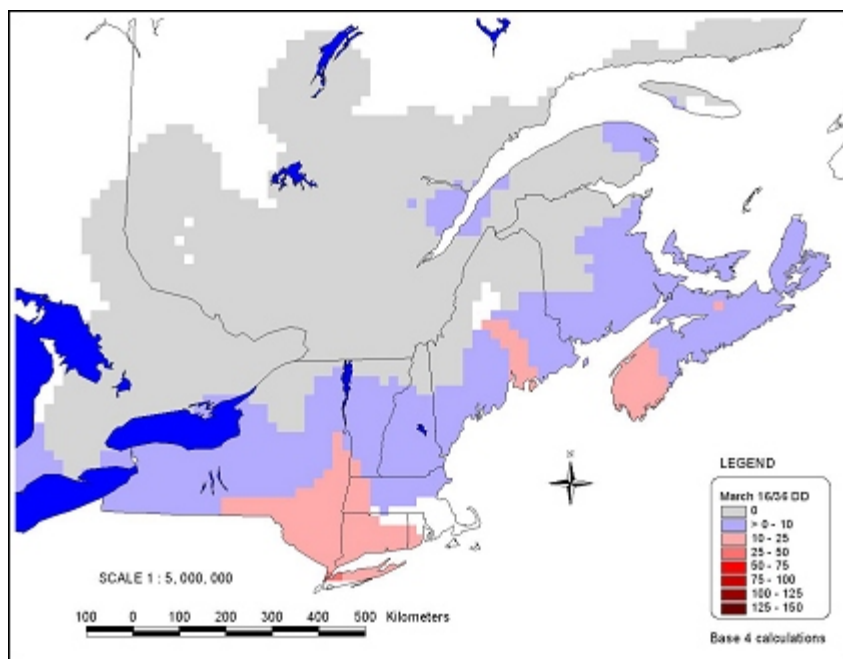 N
LEGEND
March 16/36 DD
0
> 0 - 10
10 - 25
25 - 50
50 - 75
75 - 100
100 - 125
125 - 150
SCALE 1 : 5,000,000
100 0 100 200 300 400 500 Kilometers
Base 4 calculations